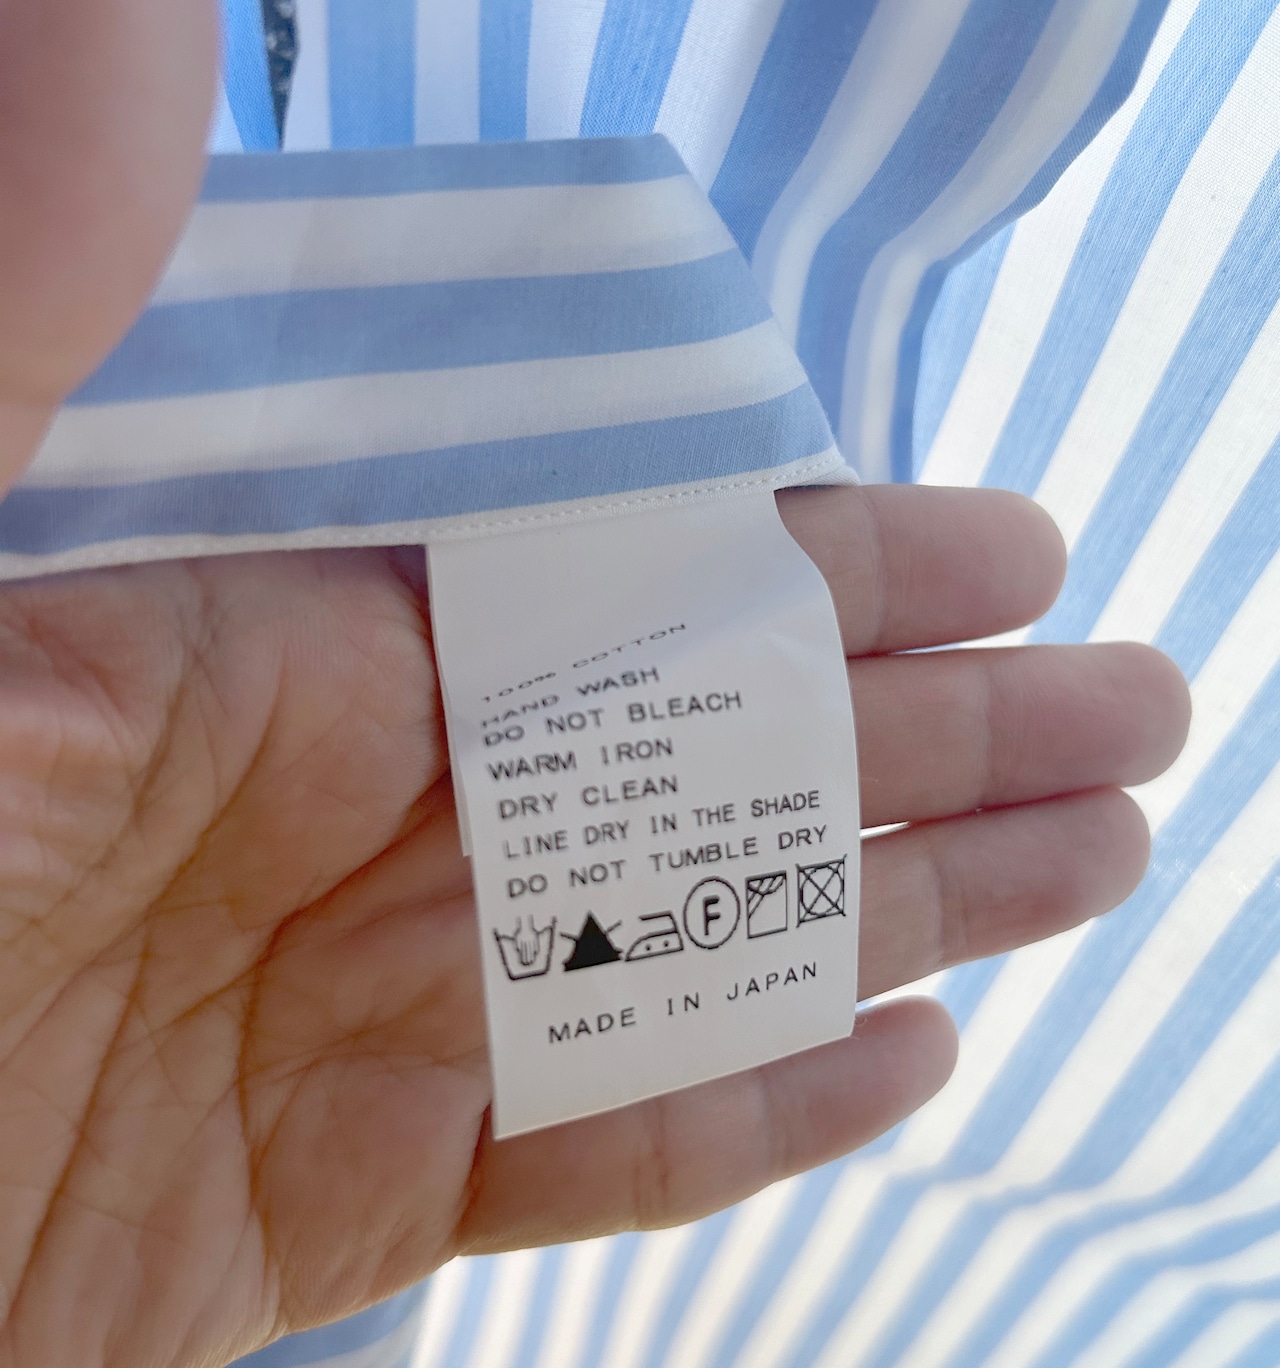 100% COTTON
HAND WASH
DO NOT BLEACH
WARM IRON
DRY CLEAN
LINE DRY IN THE SHADE
DO NOT TUMBLE DRY
F
MADE IN JAPAN